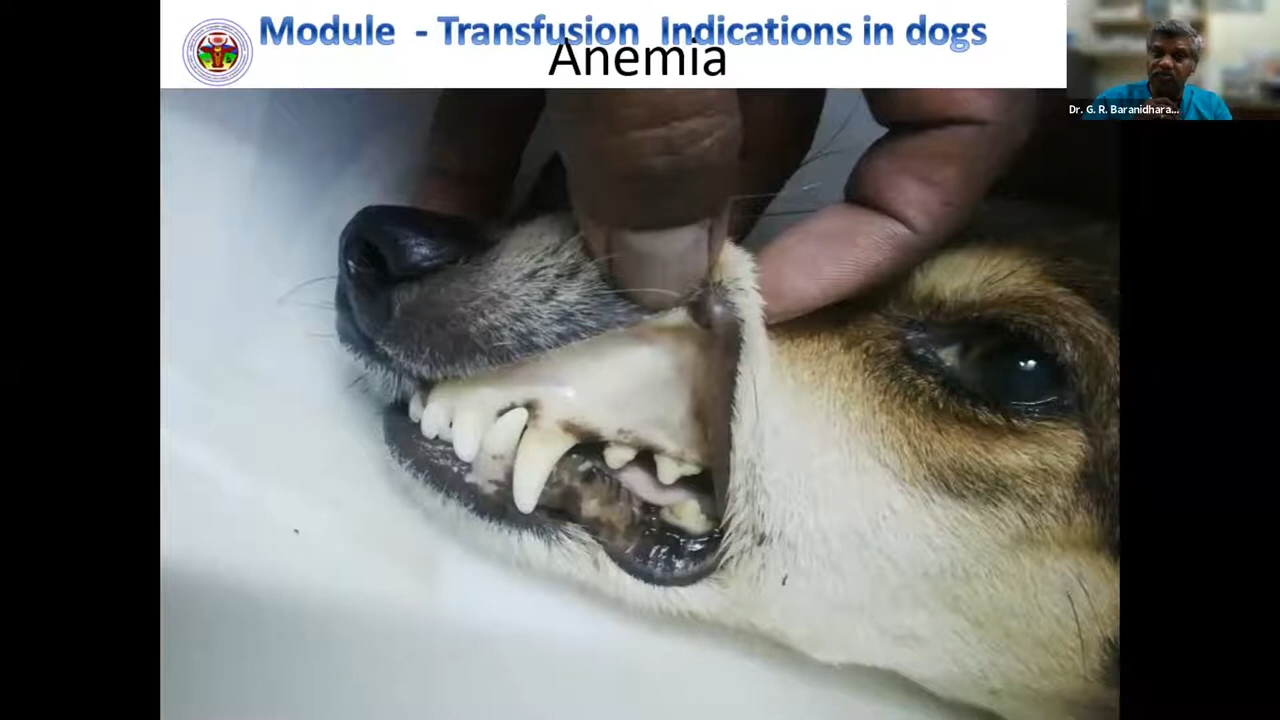 Module - Transfusion Indications in dogs
Anemia
Dr. G. R. Baranidhara...